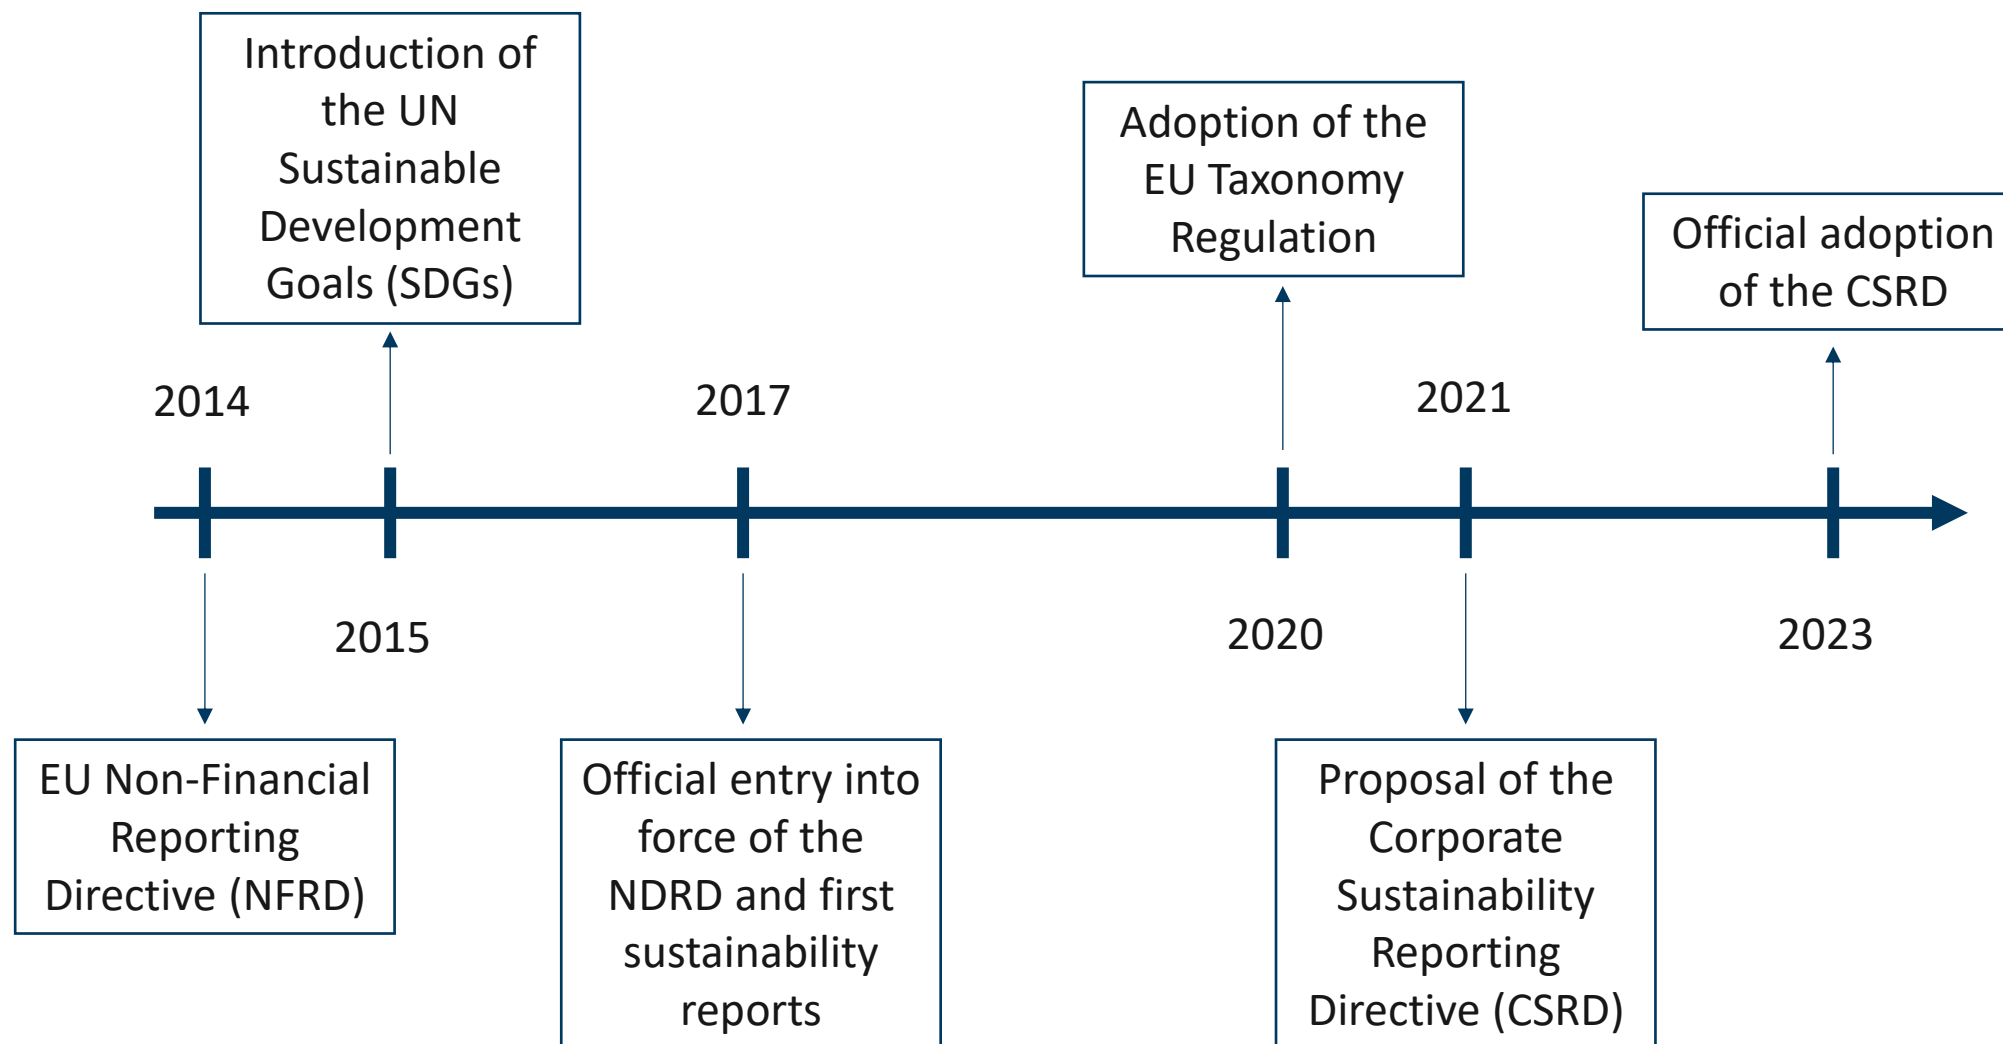 Introduction of
the UN
Sustainable
Development
Goals (SDGs)
Adoption of the
EU Taxonomy
Regulation
Official adoption
of the CSRD
2014
2017
2021
2015
2020
2023
EU Non-Financial
Reporting
Directive (NFRD)
Official entry into
force of the
NDRD and first
sustainability
reports
Proposal of the
Corporate
Sustainability
Reporting
Directive (CSRD)